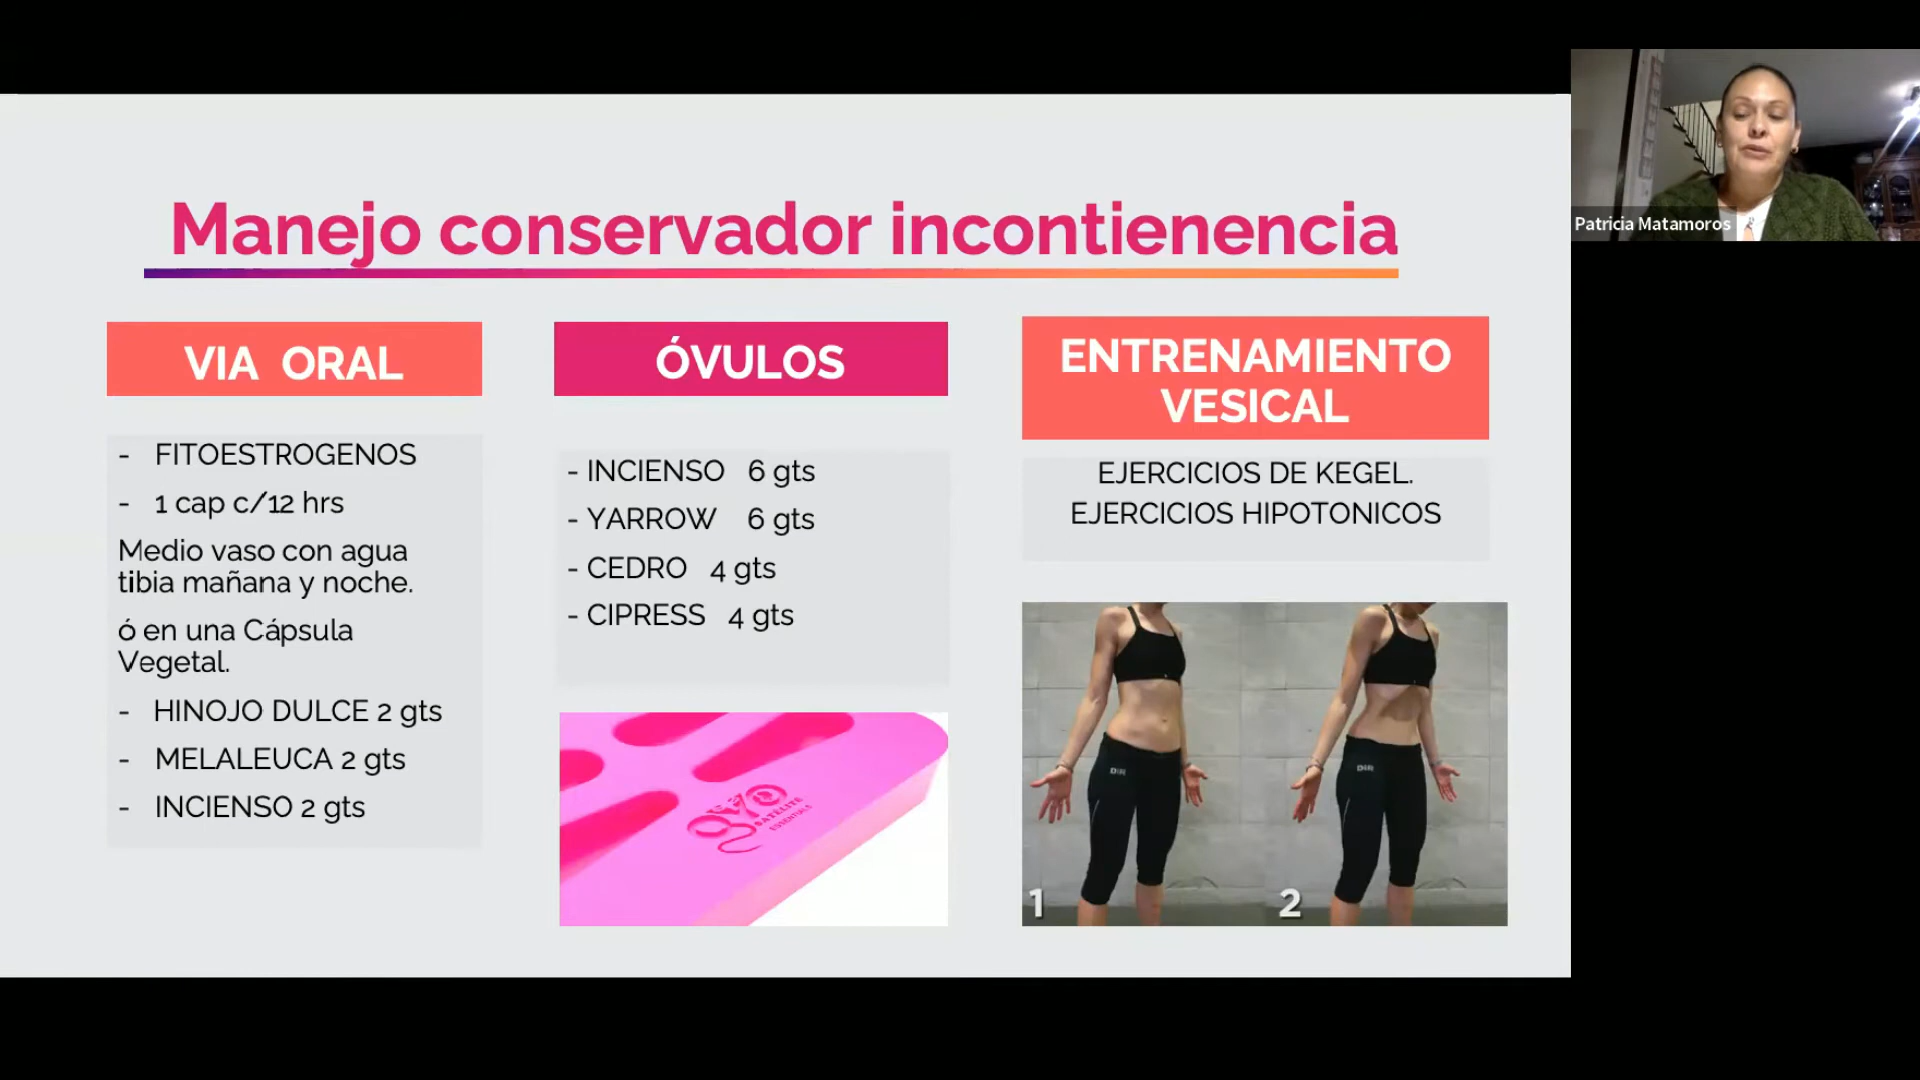 Manejo conservador incontienencia
VIA ORAL
- FITOESTROGENOS
- 1 cap c/12 hrs
Medio vaso con agua
tibia mañana y noche.
ó en una Cápsula
Vegetal.
- HINOJO DULCE 2 gts
- MELALEUCA 2 gts
- INCIENSO 2 gts
ÓVULOS
- INCIENSO 6 gts
- YARROW 6 gts
- CEDRO 4 gts
- CIPRESS 4 gts
SATELITE
ESSENTIALS
ENTRENAMIENTO
VESICAL
EJERCICIOS DE KEGEL.
EJERCICIOS HIPOTONICOS
1
2
Patricia Matamoros